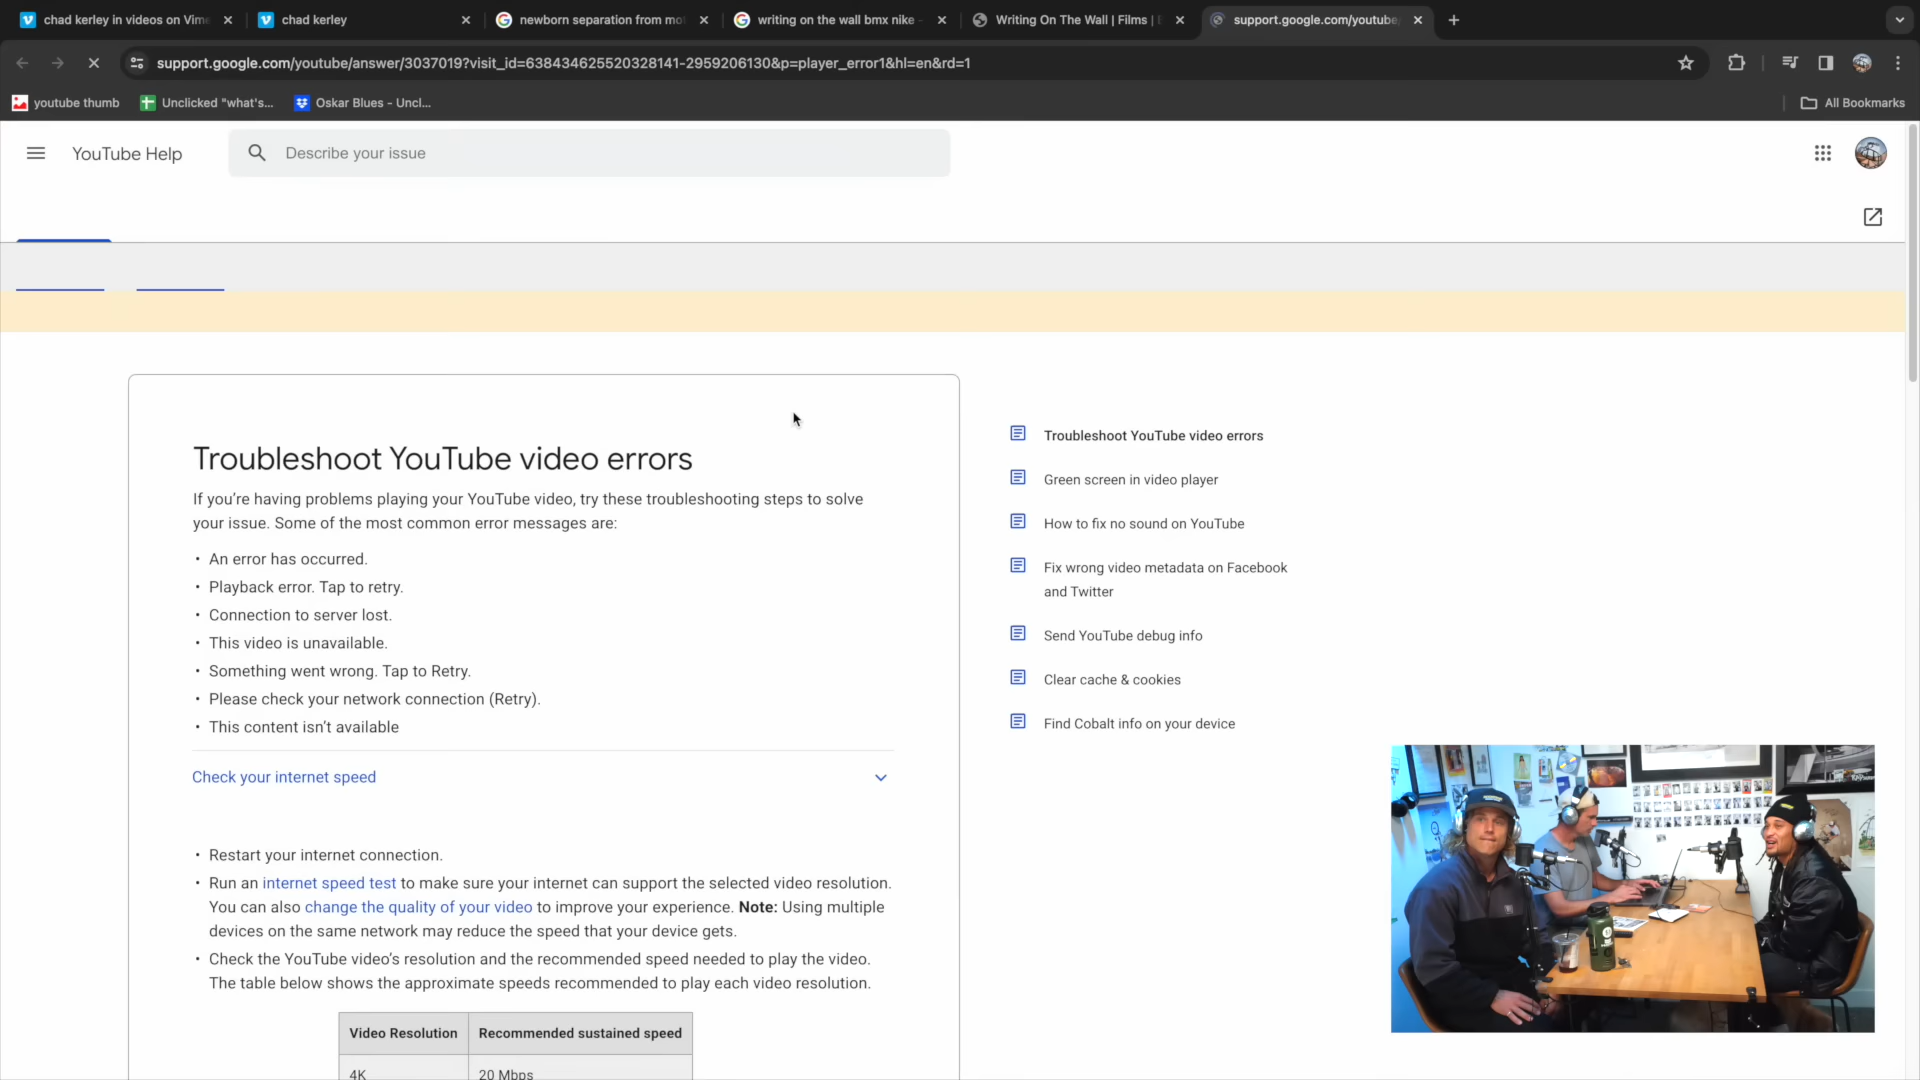 chad kerley in videos on Vime
chad kerley
newborn separation from mo
writing on the wall bmx nike -
Writing On The Wall | Films |
support.google.com/youtube
support.google.com/youtube/answer/3037019?visit_id=638434625520328141-2959206130&p=player_error1&hl=en&rd=1
youtube thumb
Unclicked "what's...
Oskar Blues - Uncl...
All Bookmarks
YouTube Help
Describe your issue
Troubleshoot YouTube video errors
If you're having problems playing your YouTube video, try these troubleshooting steps to solve
your issue. Some of the most common error messages are:
• An error has occurred.
• Playback error. Tap to retry.
• Connection to server lost.
• This video is unavailable.
• Something went wrong. Tap to Retry.
• Please check your network connection (Retry).
• This content isn't available
Check your internet speed
• Restart your internet connection.
• Run an internet speed test to make sure your internet can support the selected video resolution.
You can also change the quality of your video to improve your experience. Note: Using multiple
devices on the same network may reduce the speed that your device gets.
• Check the YouTube video's resolution and the recommended speed needed to play the video.
The table below shows the approximate speeds recommended to play each video resolution.
Video Resolution Recommended sustained speed
4K 20 Mbps
Troubleshoot YouTube video errors
Green screen in video player
How to fix no sound on YouTube
Fix wrong video metadata on Facebook
and Twitter
Send YouTube debug info
Clear cache & cookies
Find Cobalt info on your device